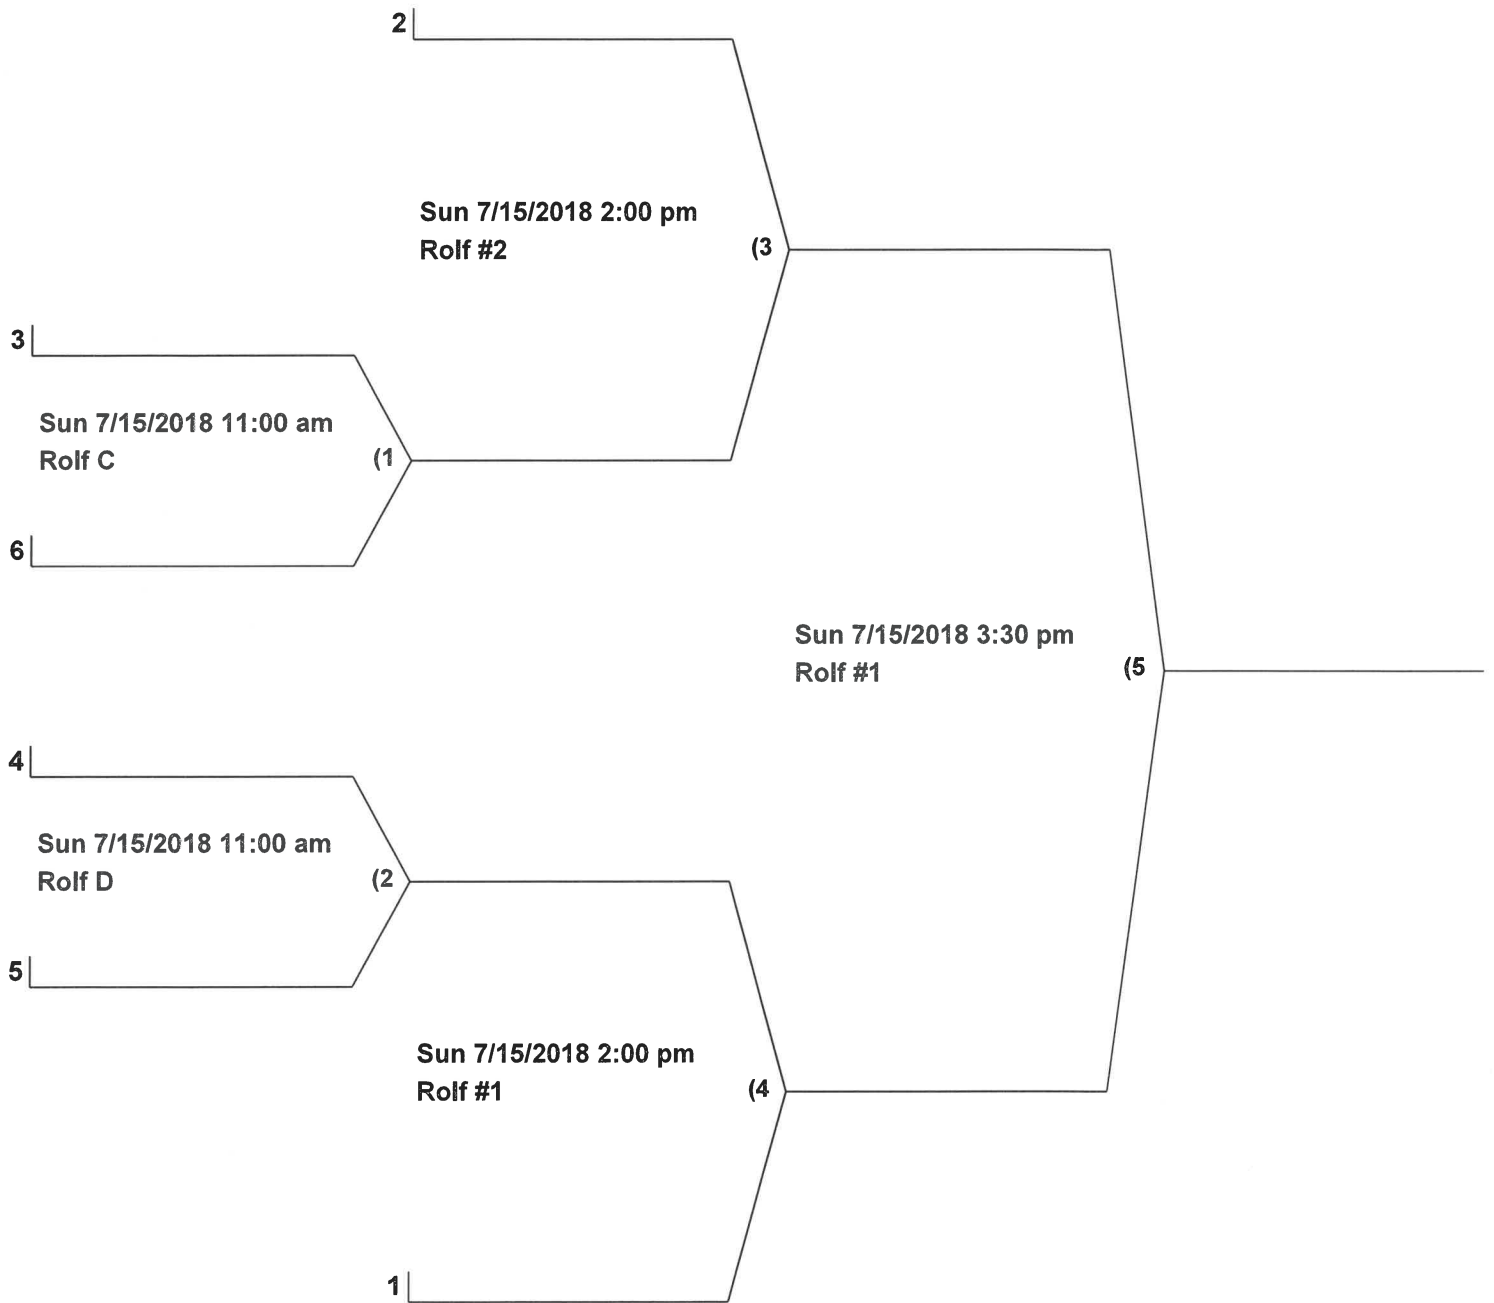 2
Sun 7/15/2018 2:00 pm
Rolf #2
(3
3
Sun 7/15/2018 11:00 am
Rolf C
(1
6
Sun 7/15/2018 3:30 pm
Rolf #1
(5
4
Sun 7/15/2018 11:00 am
Rolf D
(2
5
Sun 7/15/2018 2:00 pm
Rolf #1
(4
1